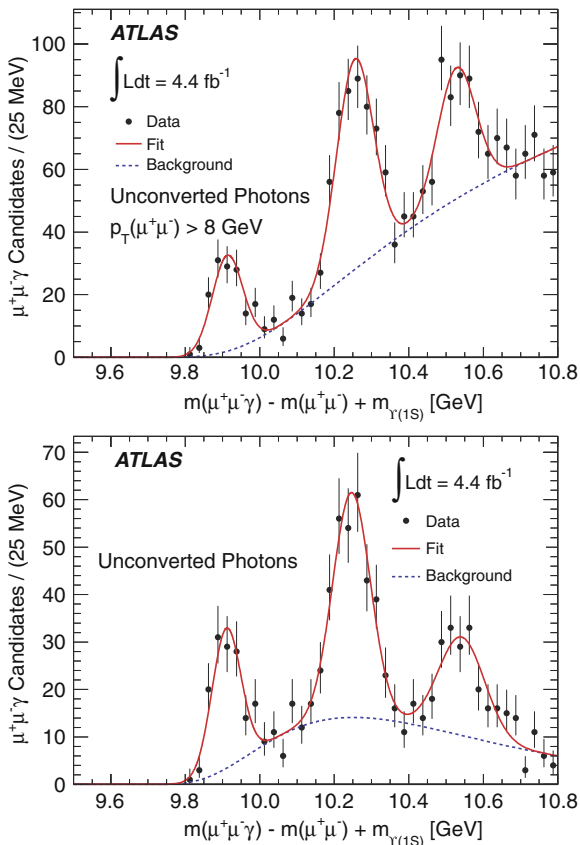 ATLAS
∫Ldt = 4.4 fb⁻¹
Data
Fit
Background
Unconverted Photons
p_T(μ⁺μ⁻) > 8 GeV
μ⁺μ⁻γ Candidates / (25 MeV)
100
80
60
40
20
0
9.6 9.8 10.0 10.2 10.4 10.6 10.8
m(μ⁺μ⁻γ) - m(μ⁺μ⁻) + m_ϒ(1S) [GeV]
ATLAS
∫Ldt = 4.4 fb⁻¹
Data
Fit
Background
Unconverted Photons
μ⁺μ⁻γ Candidates / (25 MeV)
70
60
50
40
30
20
10
0
9.6 9.8 10.0 10.2 10.4 10.6 10.8
m(μ⁺μ⁻γ) - m(μ⁺μ⁻) + m_ϒ(1S) [GeV]